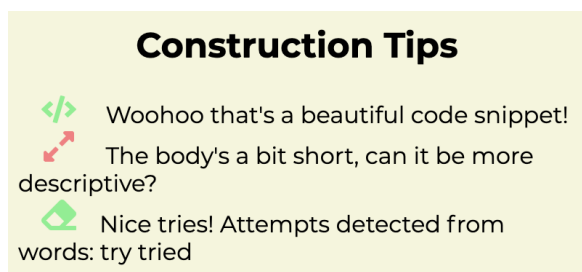 Construction Tips
Woohoo that's a beautiful code snippet!
The body's a bit short, can it be more
descriptive?
Nice tries! Attempts detected from
words: try tried